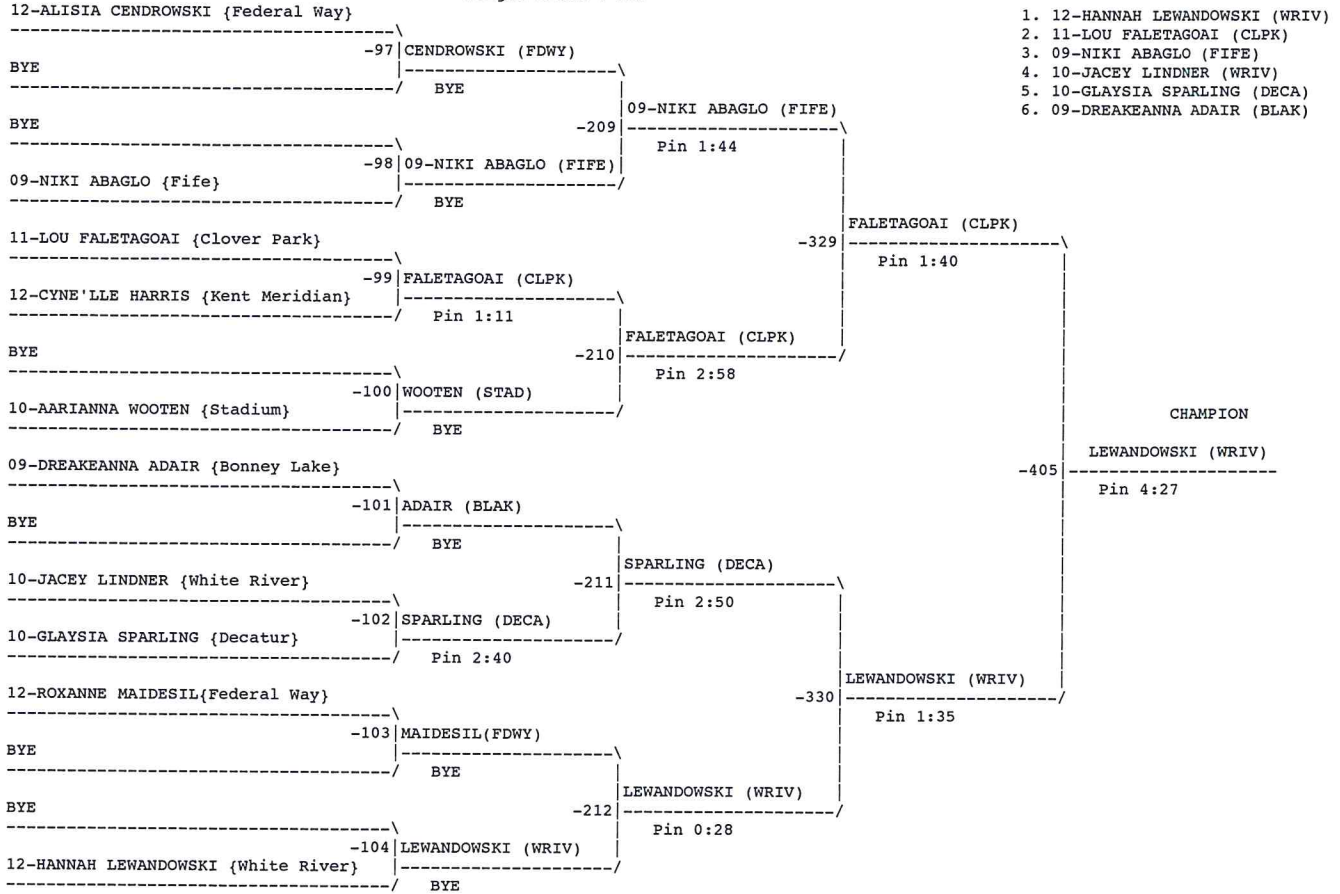 12-ALISIA CENDROWSKI {Federal Way}
-97 CENDROWSKI (FDWY)
BYE
BYE
09-NIKI ABAGLO (FIFE)
BYE
-209
Pin 1:44
-98 09-NIKI ABAGLO (FIFE)
09-NIKI ABAGLO {Fife}
BYE
FALETAGOAI (CLPK)
11-LOU FALETAGOAI {Clover Park}
-329
Pin 1:40
-99 FALETAGOAI (CLPK)
12-CYNE'LLE HARRIS {Kent Meridian}
Pin 1:11
FALETAGOAI (CLPK)
BYE
-210
Pin 2:58
-100 WOOTEN (STAD)
10-AARIANNA WOOTEN {Stadium}
BYE
CHAMPION
LEWANDOWSKI (WRIV)
09-DREAKEANNA ADAIR {Bonney Lake}
-405
Pin 4:27
-101 ADAIR (BLAK)
BYE
BYE
SPARLING (DECA)
10-JACEY LINDNER {White River}
-211
Pin 2:50
-102 SPARLING (DECA)
10-GLAYSIA SPARLING {Decatur}
Pin 2:40
LEWANDOWSKI (WRIV)
12-ROXANNE MAIDESIL{Federal Way}
-330
Pin 1:35
-103 MAIDESIL(FDWY)
BYE
BYE
LEWANDOWSKI (WRIV)
BYE
-212
Pin 0:28
-104 LEWANDOWSKI (WRIV)
12-HANNAH LEWANDOWSKI {White River}
BYE
1. 12-HANNAH LEWANDOWSKI (WRIV)
2. 11-LOU FALETAGOAI (CLPK)
3. 09-NIKI ABAGLO (FIFE)
4. 10-JACEY LINDNER (WRIV)
5. 10-GLAYSIA SPARLING (DECA)
6. 09-DREAKEANNA ADAIR (BLAK)